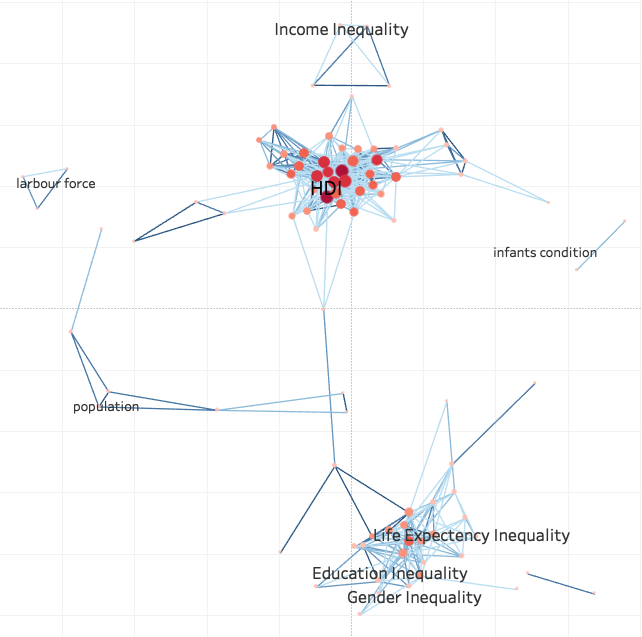 Income Inequality
larbour force
HDI
infants condition
population
Life Expectency Inequality
Education Inequality
Gender Inequality